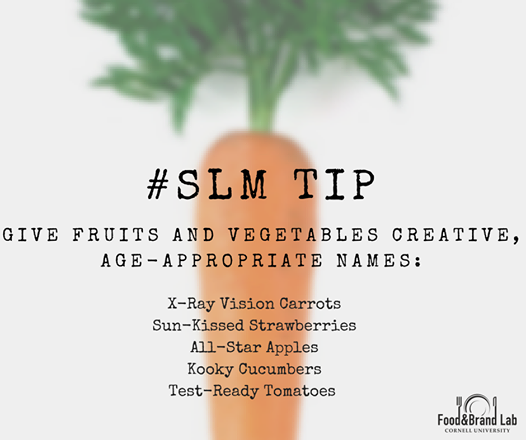 #SLM TIP
GIVE FRUITS AND VEGETABLES CREATIVE,
AGE-APPROPRIATE NAMES:
X-Ray Vision Carrots
Sun-Kissed Strawberries
All-Star Apples
Kooky Cucumbers
Test-Ready Tomatoes
Food&Brand Lab
CORNELL UNIVERSITY